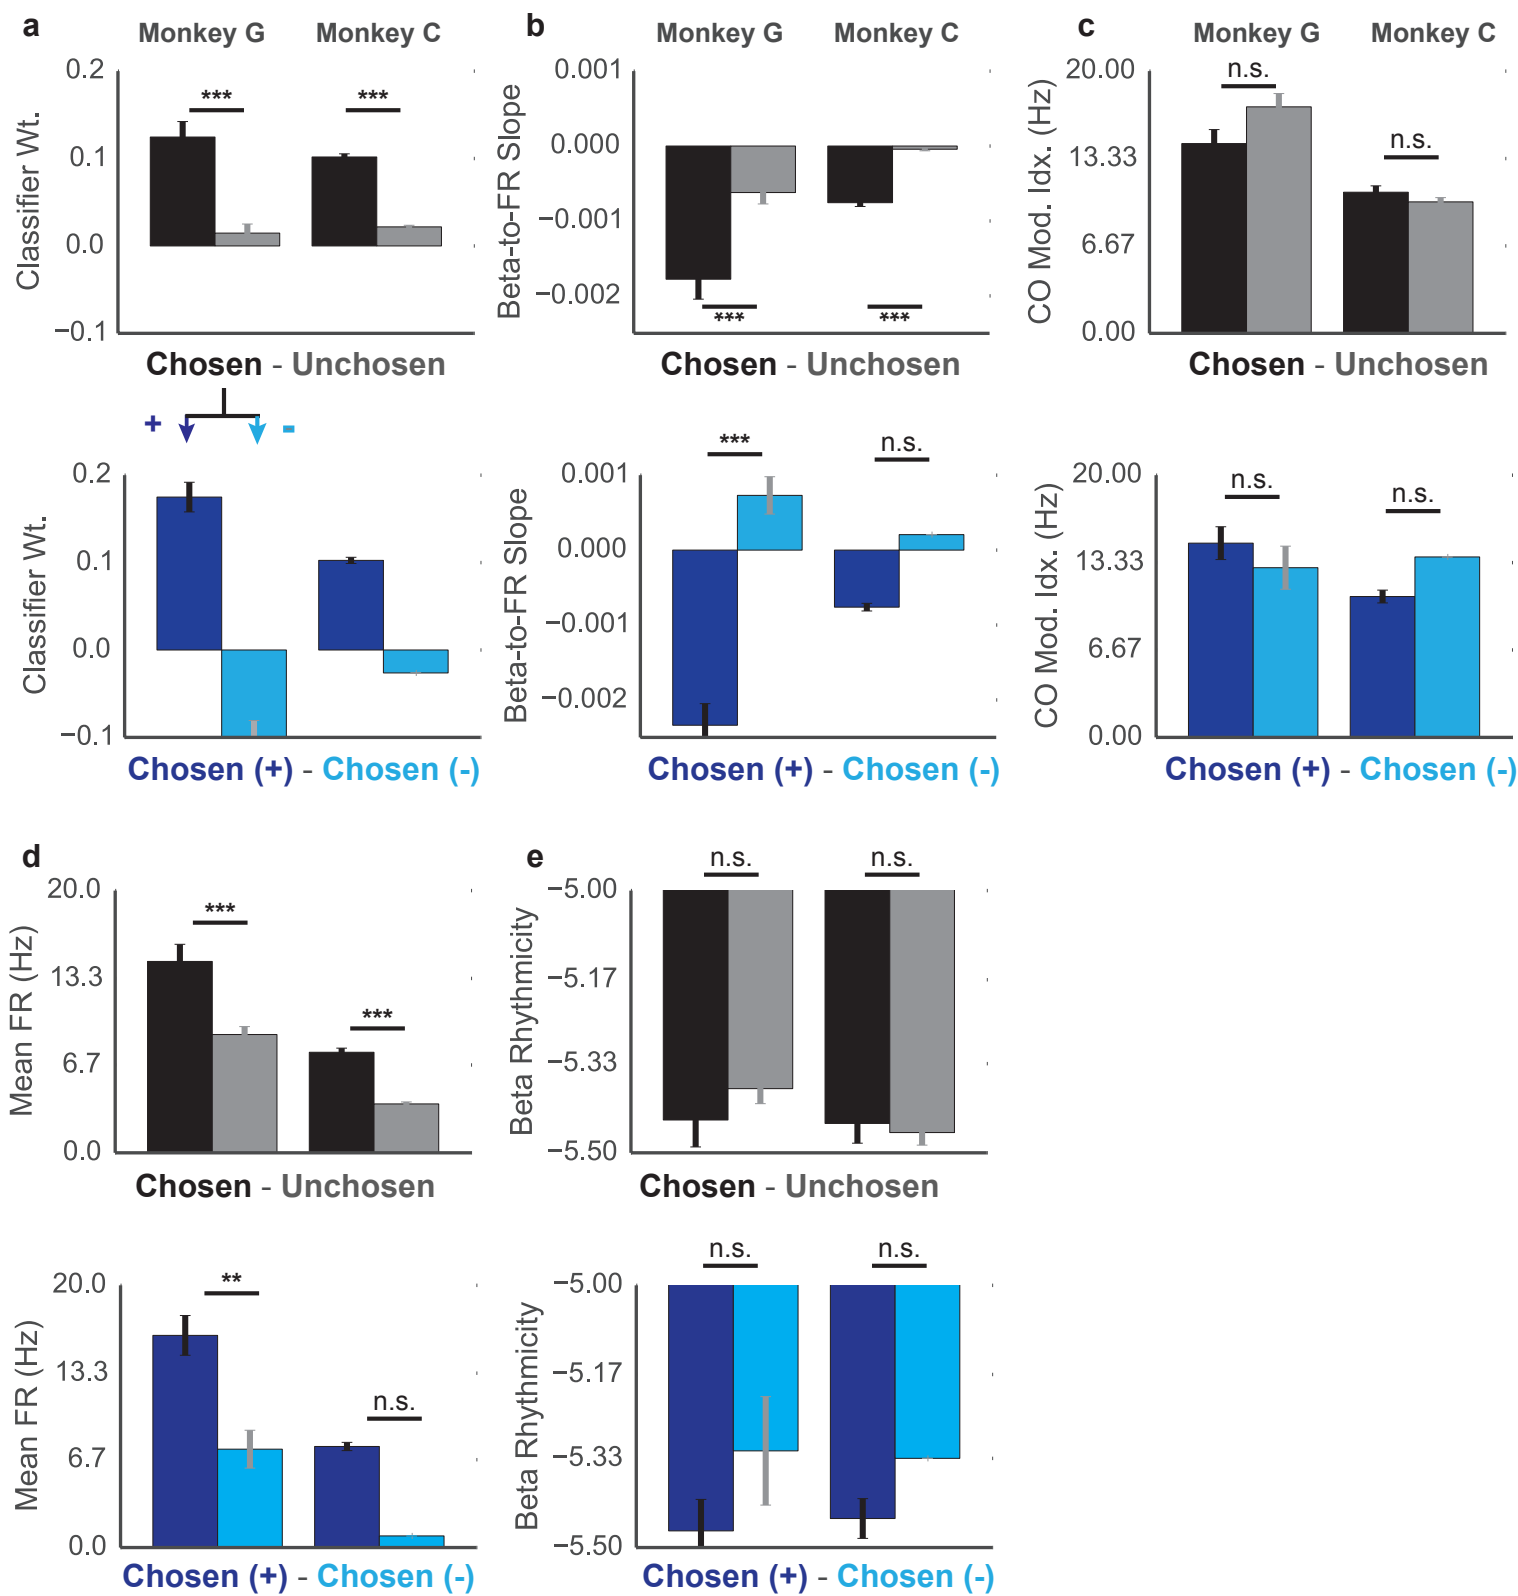 a
Monkey G Monkey C
Classifier Wt.
0.2
0.1
0.0
−0.1
*** ***
Chosen - Unchosen
+ -
Classifier Wt.
0.2
0.1
0.0
−0.1
Chosen (+) - Chosen (-)
b
Monkey G Monkey C
Beta-to-FR Slope
0.001
0.000
−0.001
−0.002
*** ***
Chosen - Unchosen
Beta-to-FR Slope
0.001
0.000
−0.001
−0.002
*** n.s.
Chosen (+) - Chosen (-)
c
Monkey G Monkey C
CO Mod. Idx. (Hz)
20.00
13.33
6.67
0.00
n.s. n.s.
Chosen - Unchosen
CO Mod. Idx. (Hz)
20.00
13.33
6.67
0.00
n.s. n.s.
Chosen (+) - Chosen (-)
d
Mean FR (Hz)
20.0
13.3
6.7
0.0
*** ***
Chosen - Unchosen
Mean FR (Hz)
20.0
13.3
6.7
0.0
** n.s.
Chosen (+) - Chosen (-)
e
Beta Rhythmicity
−5.00
−5.17
−5.33
−5.50
n.s. n.s.
Chosen - Unchosen
Beta Rhythmicity
−5.00
−5.17
−5.33
−5.50
n.s. n.s.
Chosen (+) - Chosen (-)